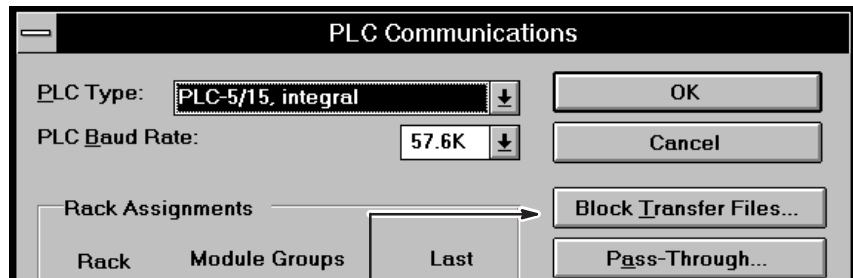 PLC Communications
PLC Type:
PLC-5/15, integral
OK
PLC Baud Rate:
57.6K
Cancel
Rack Assignments
Block Transfer Files...
Rack
Module Groups
Last
Pass-Through...